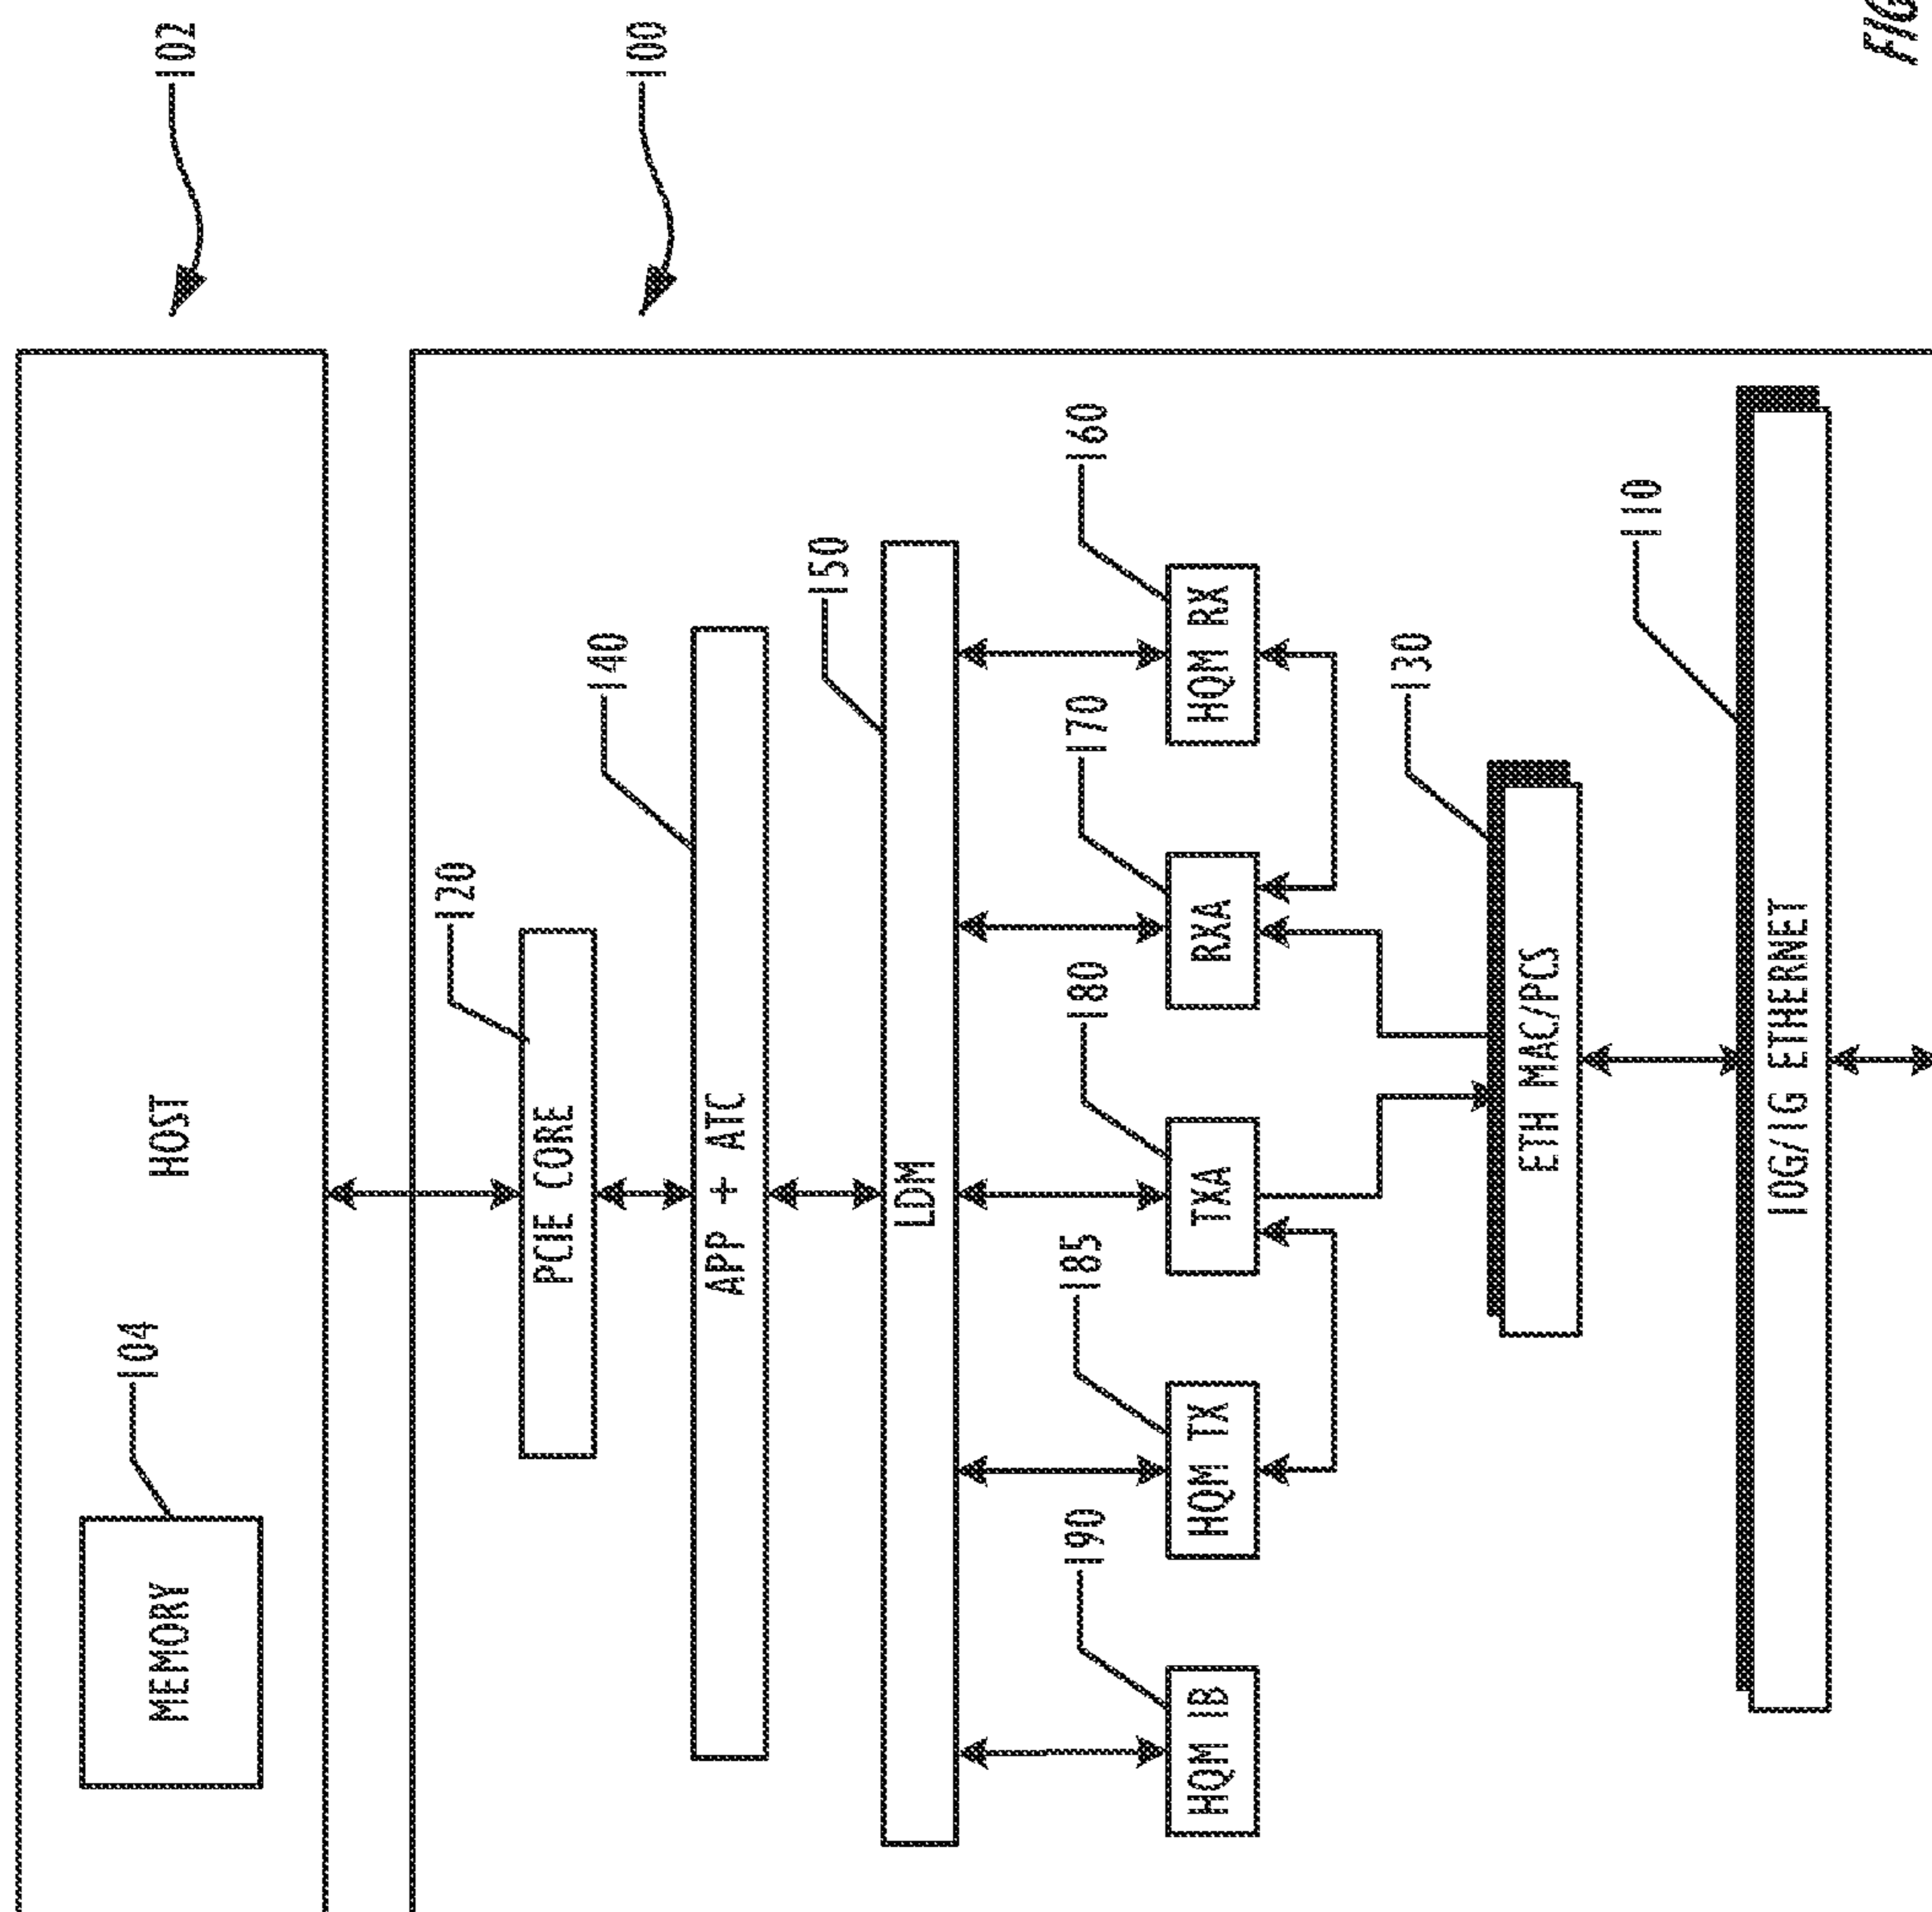 104
MEMORY
HOST
102
120
PCIE CORE
140
100
APP + ATC
150
LDM
190
185
180
170
160
HQM IB
HQM TX
TXA
RXA
HQM RX
130
ETH MAC/PCS
110
10G/1G ETHERNET
FIG